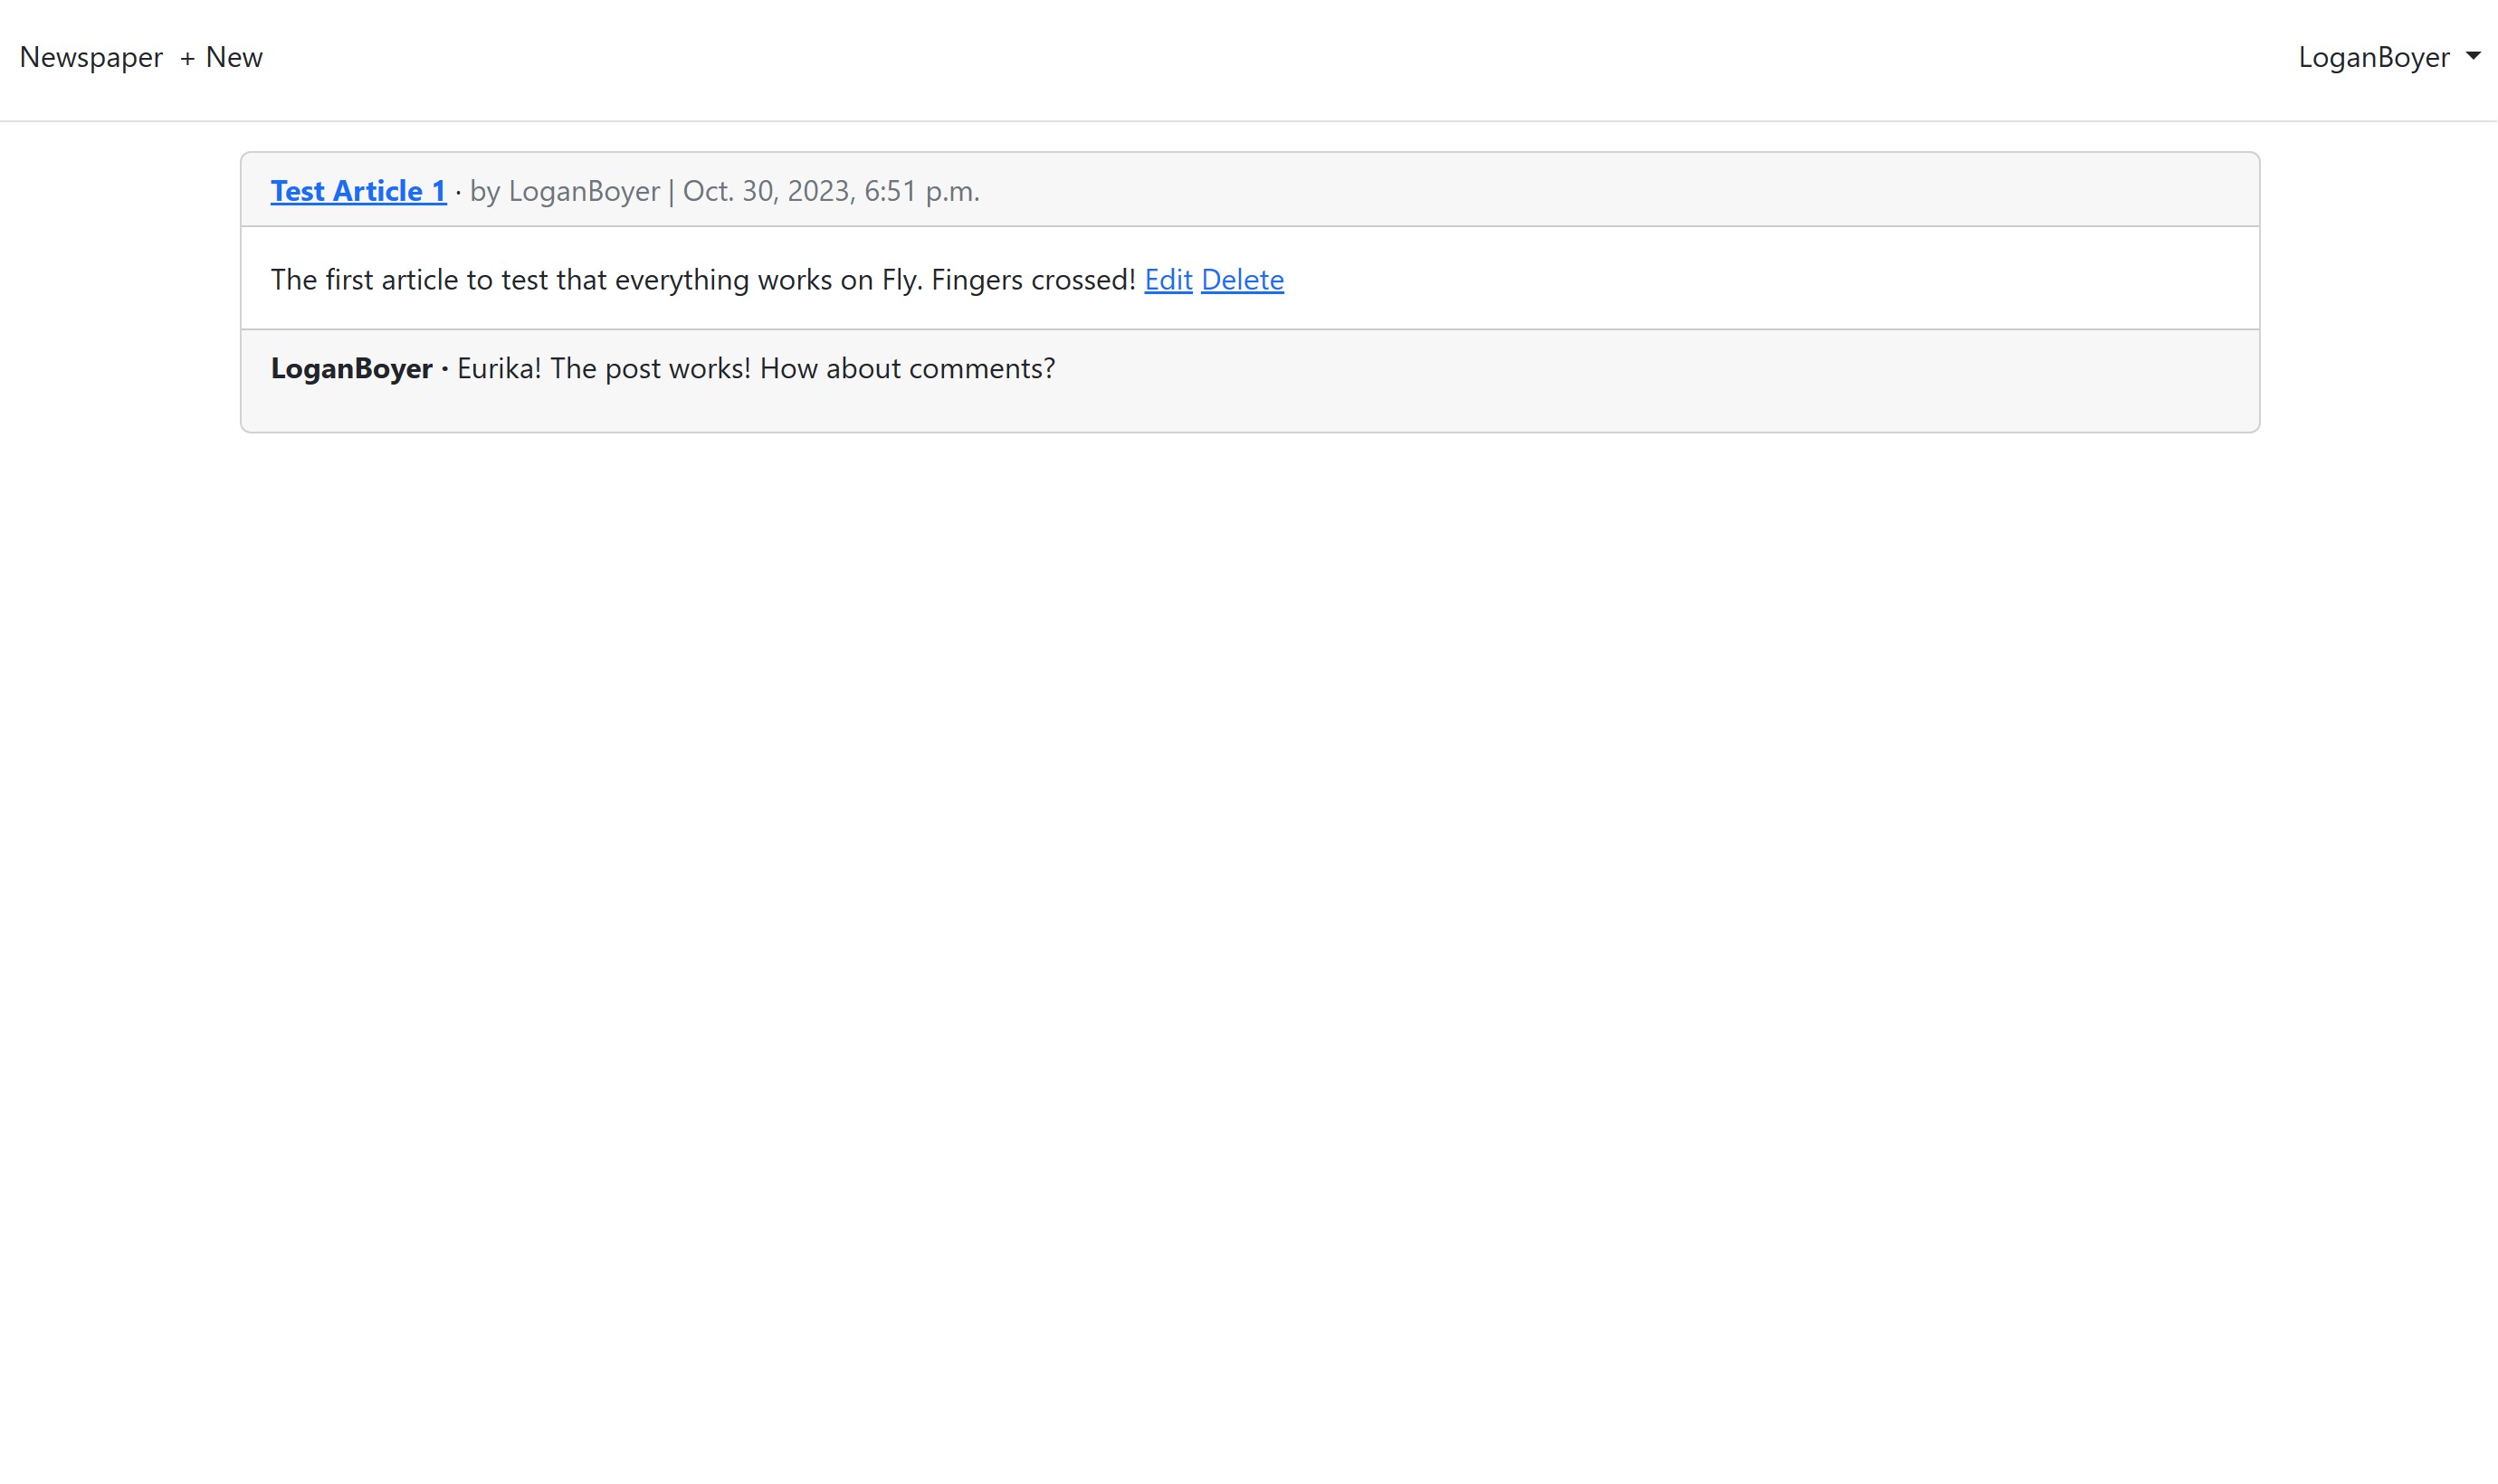 Newspaper + New LoganBoyer
Test Article 1 · by LoganBoyer | Oct. 30, 2023, 6:51 p.m.
The first article to test that everything works on Fly. Fingers crossed! Edit Delete
LoganBoyer · Eurika! The post works! How about comments?